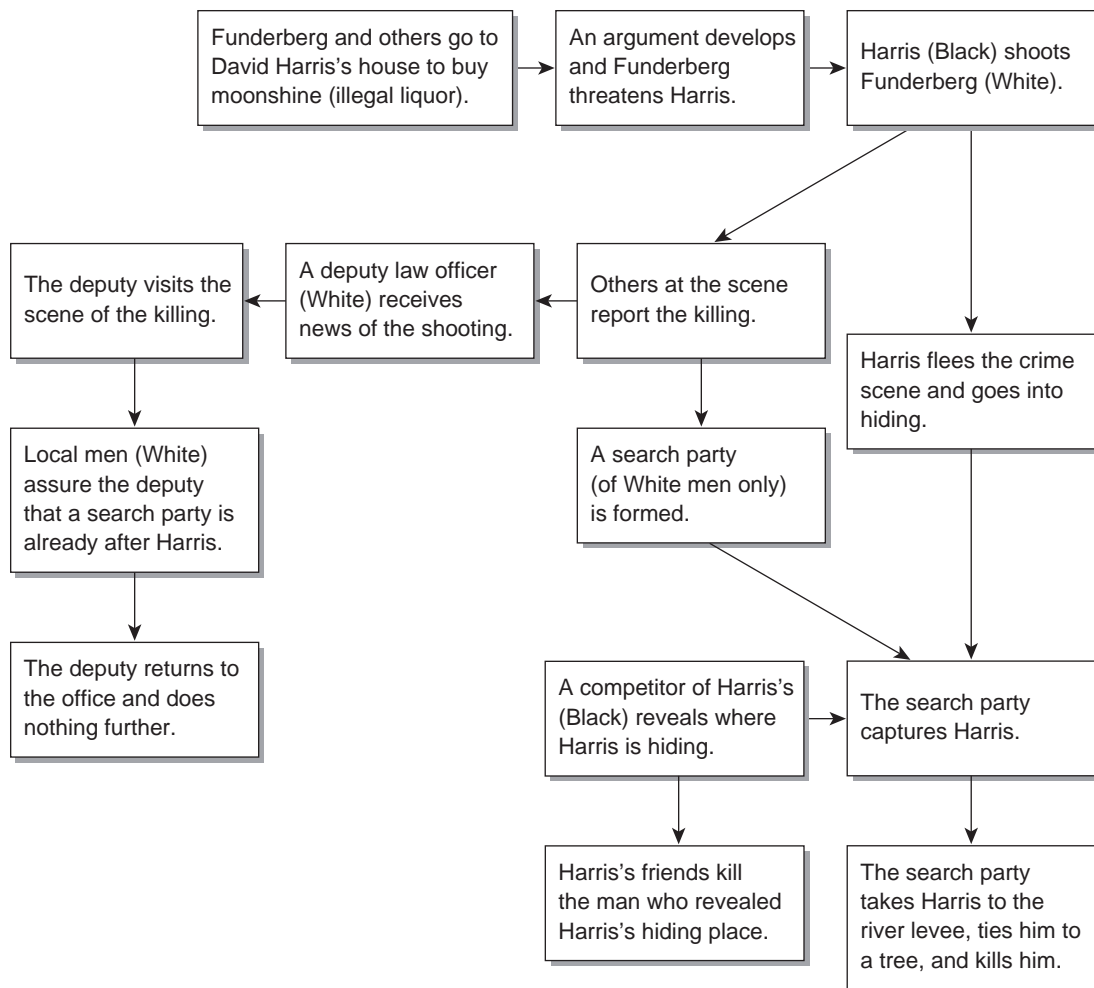 Funderberg and others go to
David Harris's house to buy
moonshine (illegal liquor).
An argument develops
and Funderberg
threatens Harris.
Harris (Black) shoots
Funderberg (White).
The deputy visits the
scene of the killing.
A deputy law officer
(White) receives
news of the shooting.
Others at the scene
report the killing.
Harris flees the crime
scene and goes into
hiding.
Local men (White)
assure the deputy
that a search party is
already after Harris.
A search party
(of White men only)
is formed.
The deputy returns to
the office and does
nothing further.
A competitor of Harris's
(Black) reveals where
Harris is hiding.
The search party
captures Harris.
Harris's friends kill
the man who revealed
Harris's hiding place.
The search party
takes Harris to the
river levee, ties him to
a tree, and kills him.